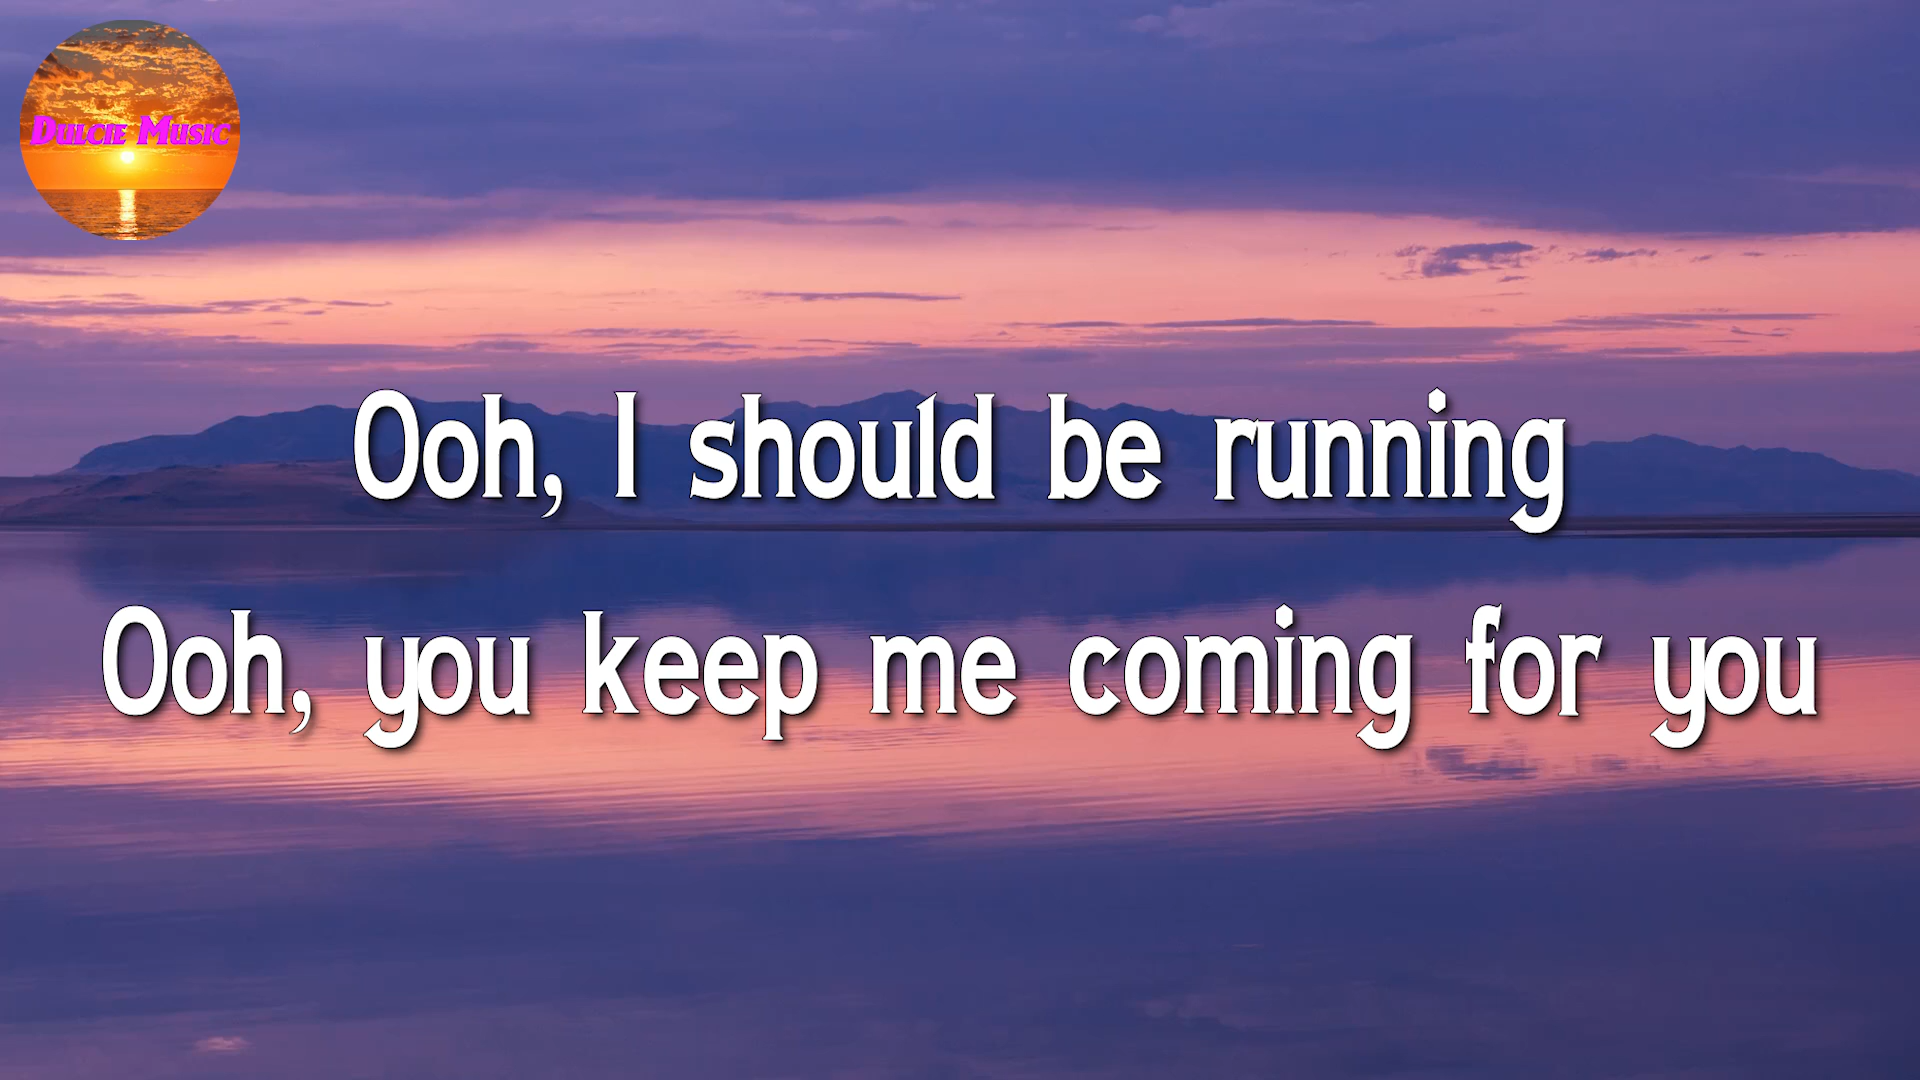 Dulcie Music
Ooh, I should be running
Ooh, you keep me coming for you